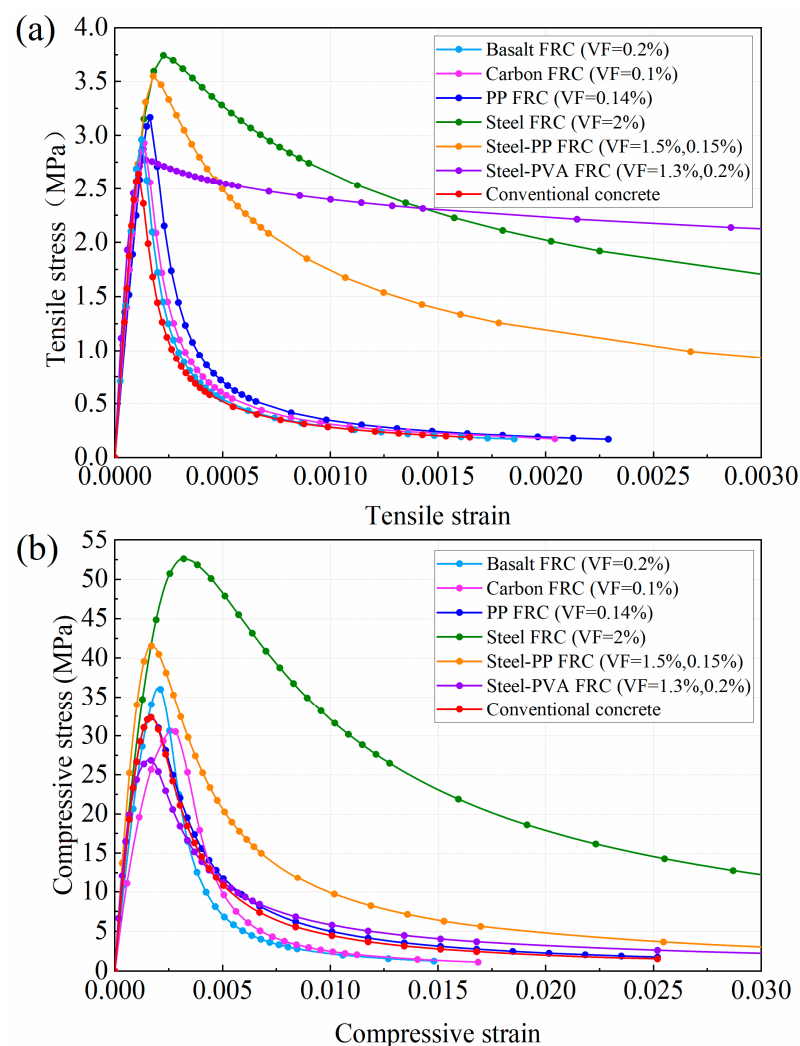 (a)
4.0
3.5
3.0
2.5
2.0
1.5
1.0
0.5
0.0
Tensile stress（MPa）
Basalt FRC (VF=0.2%)
Carbon FRC (VF=0.1%)
PP FRC (VF=0.14%)
Steel FRC (VF=2%)
Steel-PP FRC (VF=1.5%,0.15%)
Steel-PVA FRC (VF=1.3%,0.2%)
Conventional concrete
0.0000 0.0005 0.0010 0.0015 0.0020 0.0025 0.0030
Tensile strain
(b)
55
50
45
40
35
30
25
20
15
10
5
0
Compressive stress (MPa)
Basalt FRC (VF=0.2%)
Carbon FRC (VF=0.1%)
PP FRC (VF=0.14%)
Steel FRC (VF=2%)
Steel-PP FRC (VF=1.5%,0.15%)
Steel-PVA FRC (VF=1.3%,0.2%)
Conventional concrete
0.000 0.005 0.010 0.015 0.020 0.025 0.030
Compressive strain